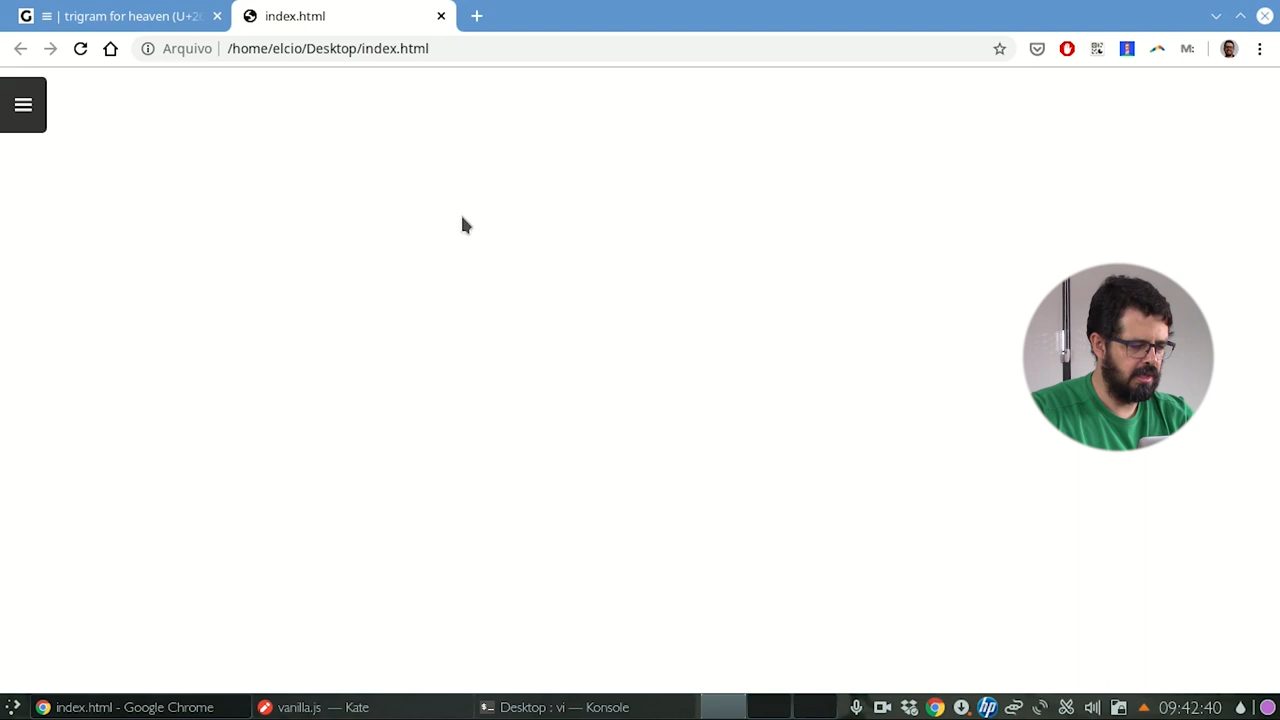 ≡ | trigram for heaven (U+2
index.html
Arquivo
/home/elcio/Desktop/index.html
M:
index.html - Google Chrome
vanilla.js — Kate
Desktop : vi — Konsole
hp
09:42:40